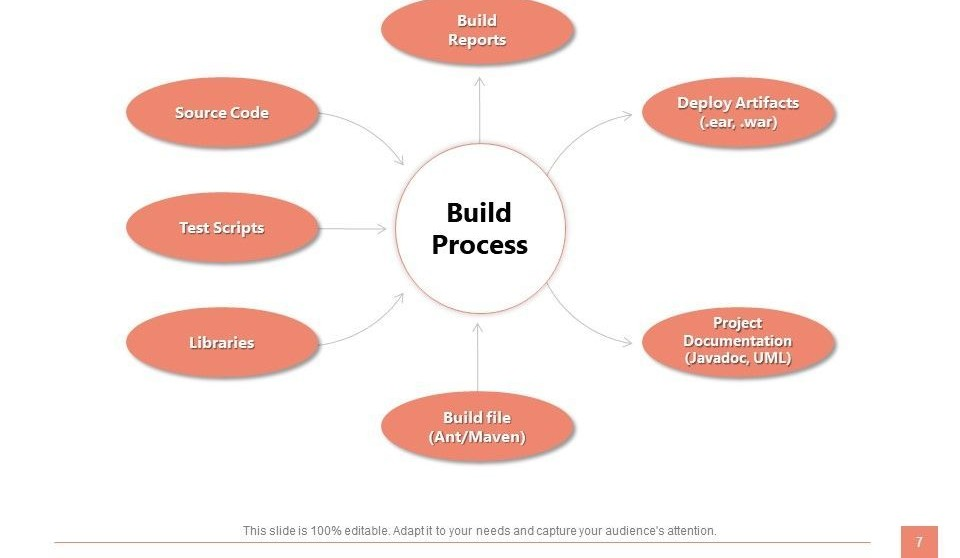 Build
Reports
Source Code
Deploy Artifacts
(.ear, .war)
Test Scripts
Build
Process
Libraries
Project
Documentation
(Javadoc, UML)
Build file
(Ant/Maven)
This slide is 100% editable. Adapt it to your needs and capture your audience's attention.
7